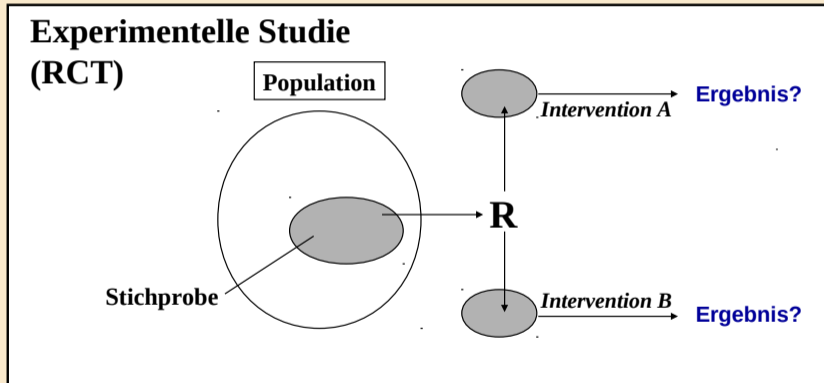 Experimentelle Studie
(RCT)
Population
Intervention A
Ergebnis?
R
Stichprobe
Intervention B
Ergebnis?